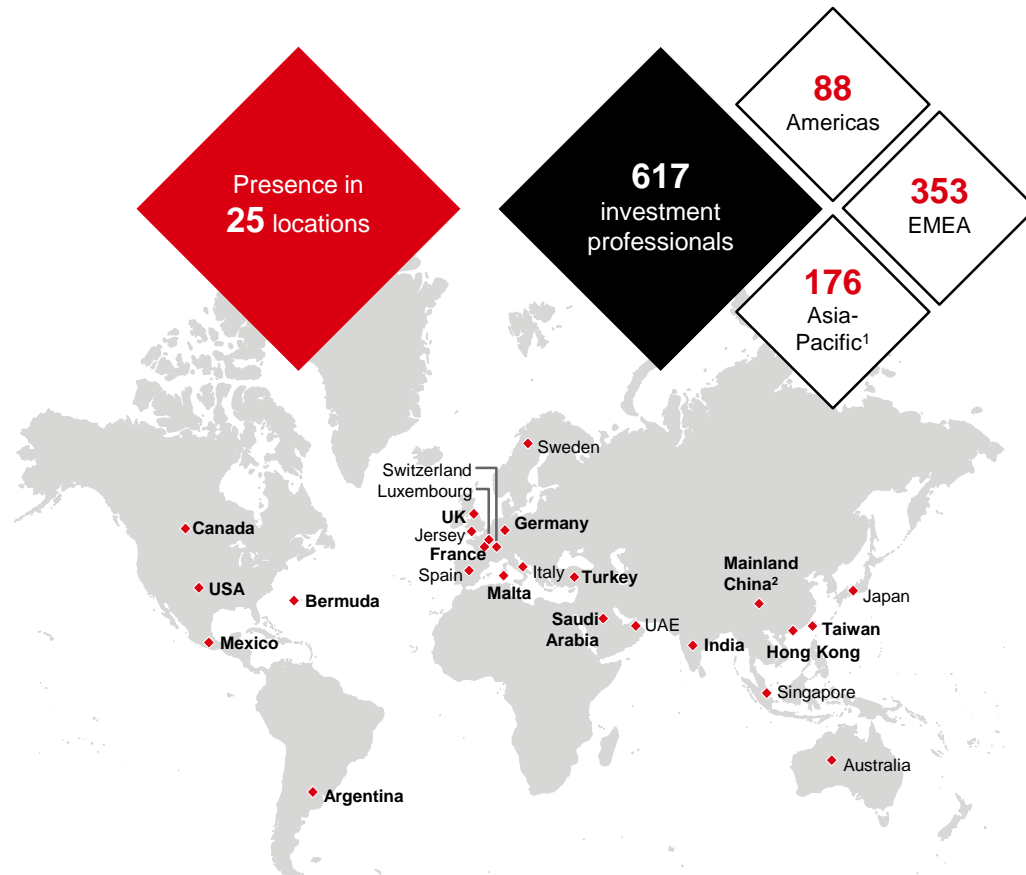 Presence in
25 locations
617
investment
professionals
88
Americas
353
EMEA
176
Asia-
Pacific¹
Sweden
Switzerland
Luxembourg
UK
Jersey
France
Spain
Germany
Italy
Malta
Turkey
Canada
USA
Bermuda
Mexico
Argentina
Saudi
Arabia
UAE
India
Mainland
China²
Japan
Taiwan
Hong Kong
Singapore
Australia